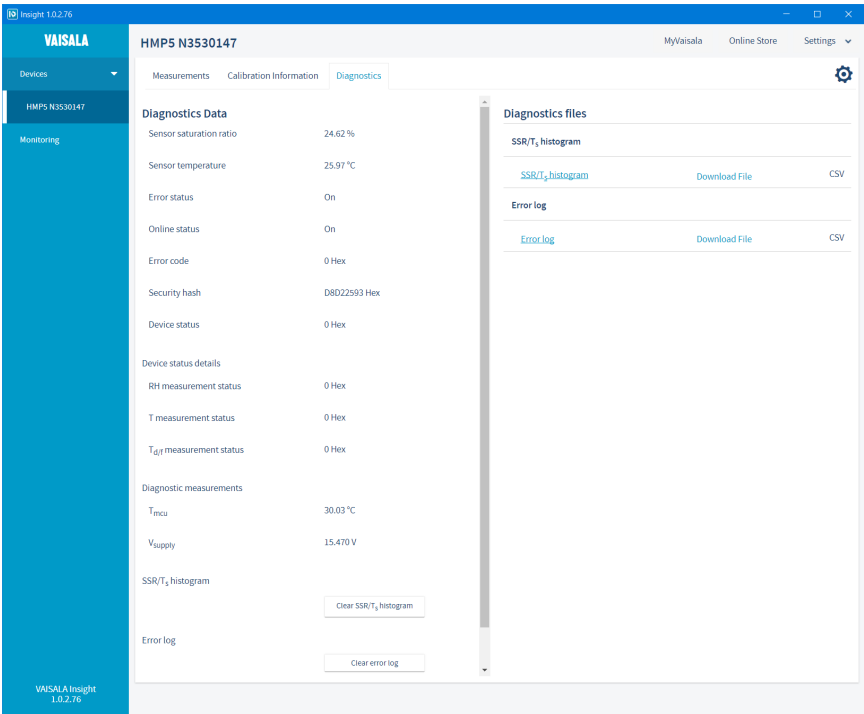 Insight 1.0.2.76
VAISALA
HMP5 N3530147
MyVaisala Online Store Settings
Devices
HMP5 N3530147
Monitoring
Measurements Calibration Information Diagnostics
Diagnostics Data
Sensor saturation ratio 24.62 %
Sensor temperature 25.97 °C
Error status On
Online status On
Error code 0 Hex
Security hash D8D22593 Hex
Device status 0 Hex
Device status details
RH measurement status 0 Hex
T measurement status 0 Hex
Td/f measurement status 0 Hex
Diagnostic measurements
Tmcu 30.03 °C
Vsupply 15.470 V
SSR/Ts histogram
Clear SSR/Ts histogram
Error log
Clear error log
Diagnostics files
SSR/Ts histogram
SSR/Ts histogram Download File CSV
Error log
Error log Download File CSV
VAISALA Insight
1.0.2.76